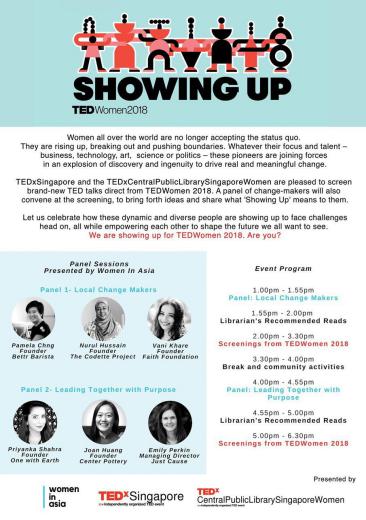 SHOWING UP
TEDWomen2018
Women all over the world are no longer accepting the status quo.
They are rising up, breaking out and pushing boundaries. Whatever their focus and talent –
business, technology, art,  science or politics – these pioneers are joining forces
in an explosion of discovery and ingenuity to drive real and meaningful change.
TEDxSingapore and the TEDxCentralPublicLibrarySingaporeWomen are pleased to screen
brand-new TED talks direct from TEDWomen 2018. A panel of change-makers will also
convene at the screening, to bring forth ideas and share what 'Showing Up' means to them.
Let us celebrate how these dynamic and diverse people are showing up to face challenges
head on, all while empowering each other to shape the future we all want to see.
We are showing up for TEDWomen 2018. Are you?
Panel Sessions
Presented by Women In Asia
Panel 1- Local Change Makers
Pamela Chng
Founder
Bettr Barista
Nurul Hussain
Founder
The Codette Project
Vani Khare
Founder
Faith Foundation
Panel 2- Leading Together with Purpose
Priyanka Shahra
Founder
One with Earth
Joan Huang
Founder
Center Pottery
Emily Perkin
Managing Director
Just Cause
Event Program
1.00pm - 1.55pm
Panel: Local Change Makers
1.55pm - 2.00pm
Librarian's Recommended Reads
2.00pm - 3.30pm
Screenings from TEDWomen 2018
3.30pm - 4.00pm
Break and community activities
4.00pm - 4.55pm
Panel: Leading Together with
Purpose
4.55pm - 5.00pm
Librarian's Recommended Reads
5.00pm - 6.30pm
Screenings from TEDWomen 2018
Presented by
women
in
asia
TEDxSingapore
x = independently organized TED event
TEDx
CentralPublicLibrarySingaporeWomen
x = independently organized TED event